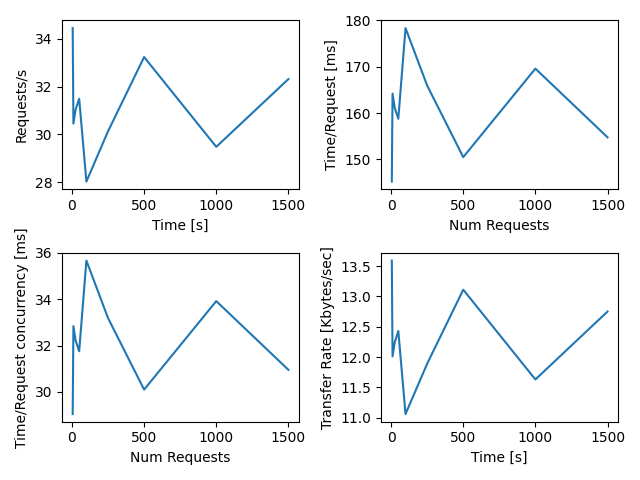 Requests/s
34
32
30
28
0 500 1000 1500
Time [s]
Time/Request [ms]
180
170
160
150
0 500 1000 1500
Num Requests
Time/Request concurrency [ms]
36
34
32
30
0 500 1000 1500
Num Requests
Transfer Rate [Kbytes/sec]
13.5
13.0
12.5
12.0
11.5
11.0
0 500 1000 1500
Time [s]